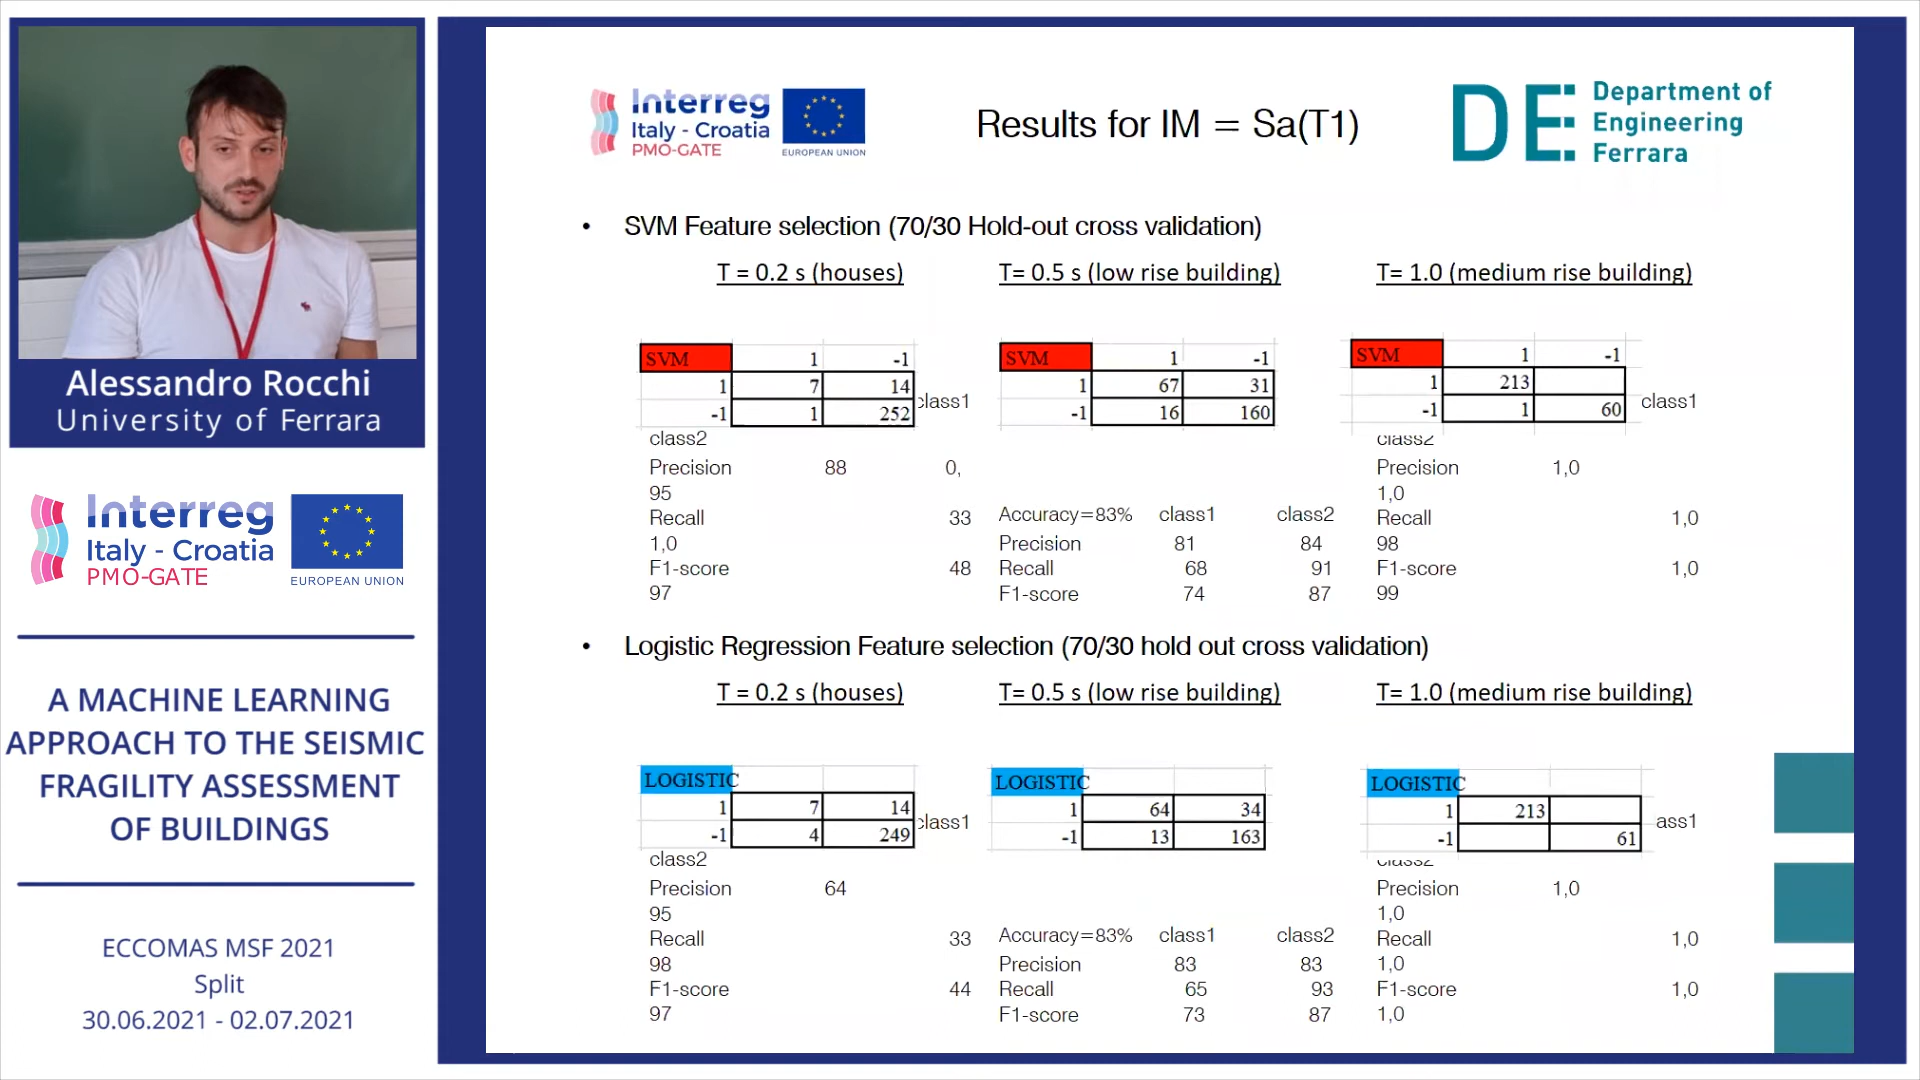 Alessandro Rocchi
University of Ferrara
Interreg
Italy - Croatia
PMO-GATE
EUROPEAN UNION
A MACHINE LEARNING
APPROACH TO THE SEISMIC
FRAGILITY ASSESSMENT
OF BUILDINGS
ECCOMAS MSF 2021
Split
30.06.2021 - 02.07.2021
Interreg
Italy - Croatia
PMO-GATE
EUROPEAN UNION
Results for IM = Sa(T1)
DE
Department of
Engineering
Ferrara
• SVM Feature selection (70/30 Hold-out cross validation)
T = 0.2 s (houses) T= 0.5 s (low rise building) T= 1.0 (medium rise building)
SVM 1 -1
1 7 14
-1 1 252
class1
class2
Precision 88 0,
95
Recall 33
1,0
F1-score 48
97
SVM 1 -1
1 67 31
-1 16 160
Accuracy=83% class1 class2
Precision 81 84
Recall 68 91
F1-score 74 87
SVM 1 -1
1 213
-1 1 60
class1
class2
Precision 1,0
1,0
Recall 1,0
98
F1-score 1,0
99
• Logistic Regression Feature selection (70/30 hold out cross validation)
T = 0.2 s (houses) T= 0.5 s (low rise building) T= 1.0 (medium rise building)
LOGISTIC
1 7 14
-1 4 249
class1
class2
Precision 64
95
Recall 33
98
F1-score 44
97
LOGISTIC
1 64 34
-1 13 163
Accuracy=83% class1 class2
Precision 83 83
Recall 65 93
F1-score 73 87
LOGISTIC
1 213
-1 61
ass1
class2
Precision 1,0
1,0
Recall 1,0
1,0
F1-score 1,0
1,0